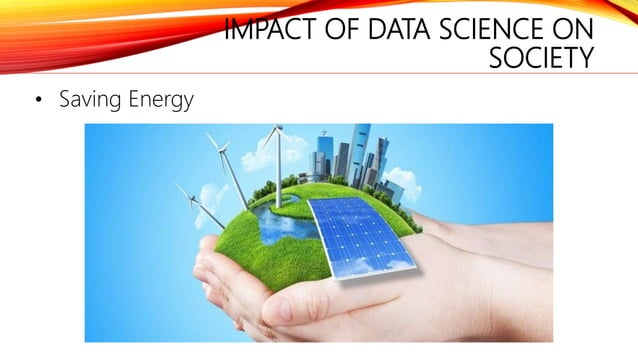 IMPACT OF DATA SCIENCE ON
SOCIETY
• Saving Energy